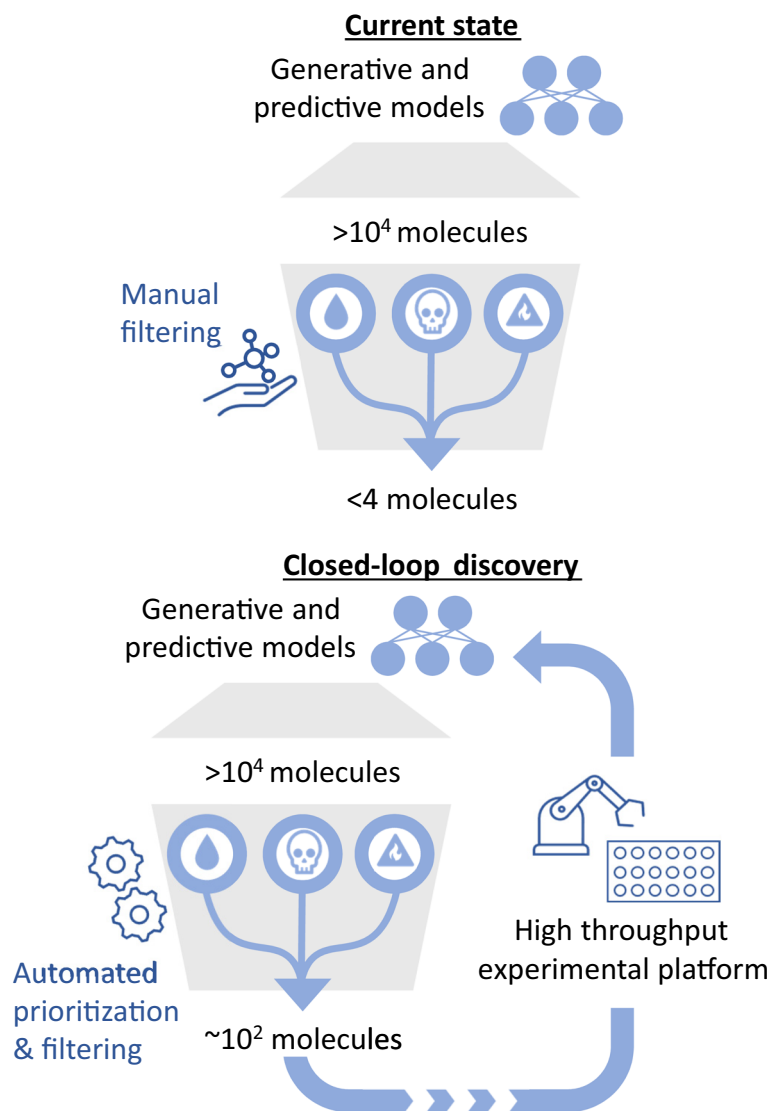 Current state
Generative and
predictive models
>10⁴ molecules
Manual
filtering
<4 molecules
Closed-loop discovery
Generative and
predictive models
>10⁴ molecules
High throughput
experimental platform
Automated
prioritization
& filtering
~10² molecules